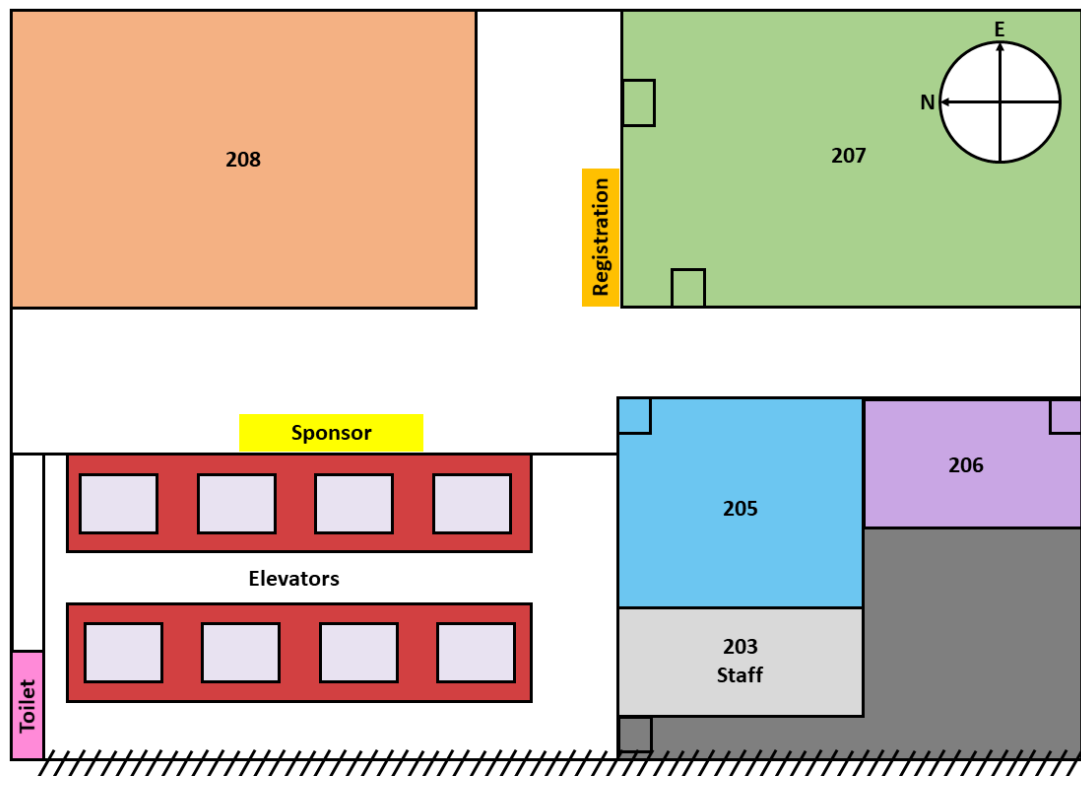 E
N
208
207
Registration
Sponsor
206
205
Elevators
203
Staff
Toilet